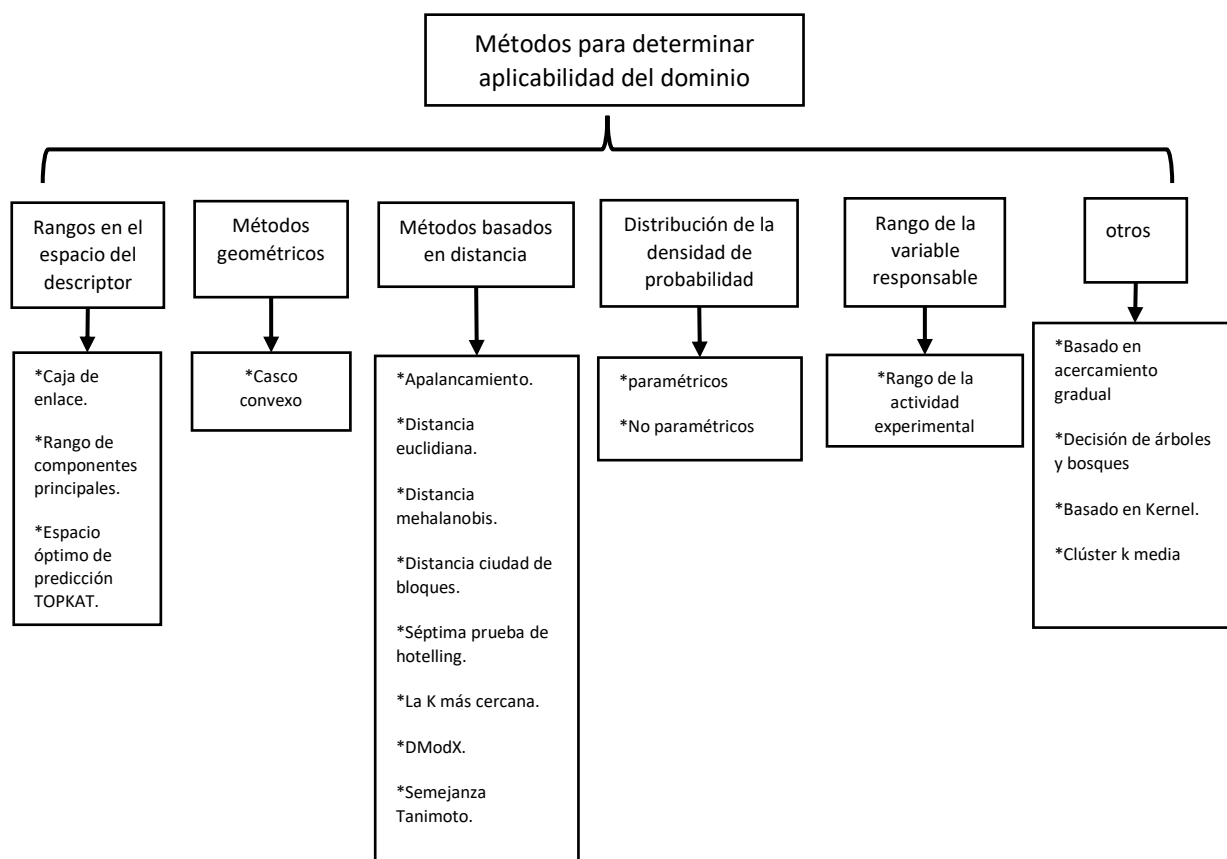 Métodos para determinar
aplicabilidad del dominio
Rangos en el
espacio del
descriptor
Métodos
geométricos
Métodos basados
en distancia
Distribución de la
densidad de
probabilidad
Rango de la
variable
responsable
otros
*Caja de
enlace.
*Rango de
componentes
principales.
*Espacio
óptimo de
predicción
TOPKAT.
*Casco
convexo
*Apalancamiento.
*Distancia
euclidiana.
*Distancia
mehalanobis.
*Distancia ciudad de
bloques.
*Séptima prueba de
hotelling.
*La K más cercana.
*DModX.
*Semejanza
Tanimoto.
*paramétricos
*No paramétricos
*Rango de la
actividad
experimental
*Basado en
acercamiento
gradual
*Decisión de árboles
y bosques
*Basado en Kernel.
*Clúster k media